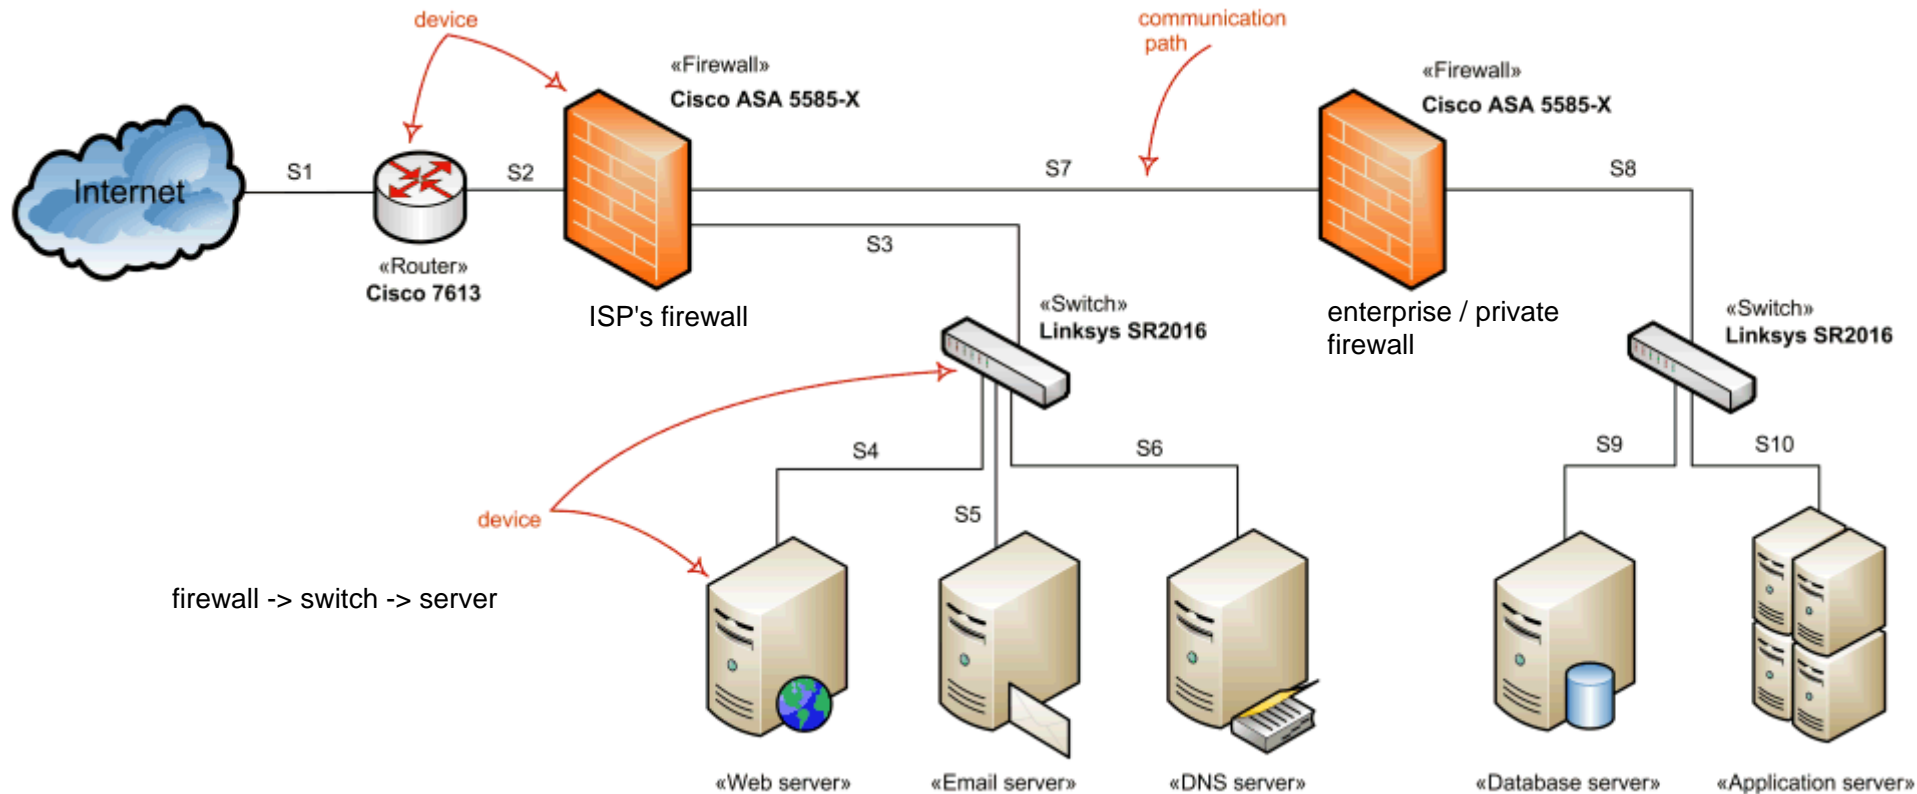 device
communication
path
«Firewall»
Cisco ASA 5585-X
«Firewall»
Cisco ASA 5585-X
Internet
S1
S2
S7
S8
S3
«Router»
Cisco 7613
ISP's firewall
«Switch»
Linksys SR2016
enterprise / private
firewall
«Switch»
Linksys SR2016
S4
S6
S9
S10
S5
device
firewall -> switch -> server
«Web server»
«Email server»
«DNS server»
«Database server»
«Application server»